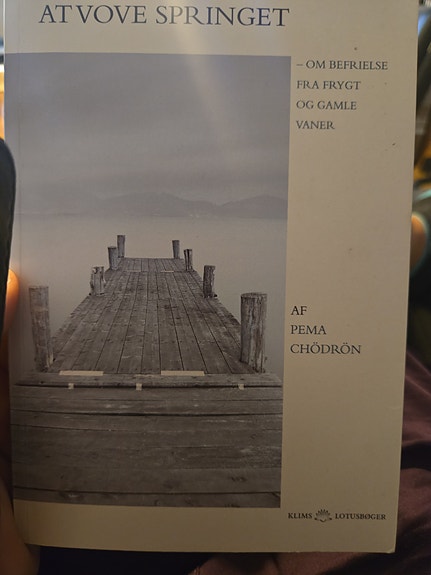 AT VOVE SPRINGET
– OM BEFRIELSE
FRA FRYGT
OG GAMLE
VANER
AF
PEMA
CHÖDRÖN
KLIMS LOTUSBØGER